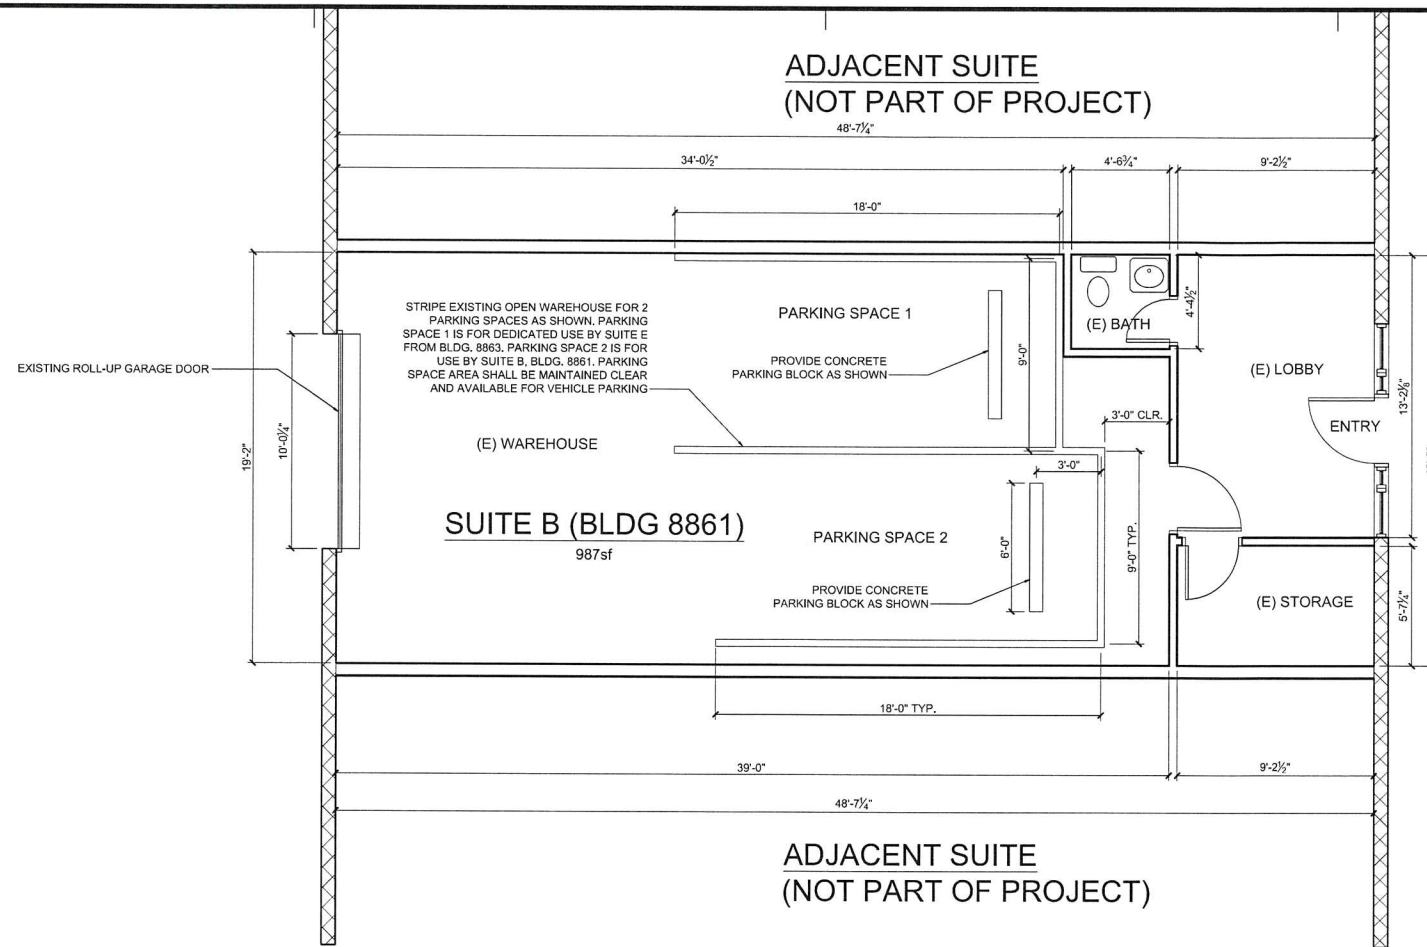 ADJACENT SUITE
(NOT PART OF PROJECT)
48'-7¼"
34'-0½"
4'-6¾"
9'-2½"
18'-0"
STRIPE EXISTING OPEN WAREHOUSE FOR 2
PARKING SPACES AS SHOWN. PARKING
SPACE 1 IS FOR DEDICATED USE BY SUITE E
FROM BLDG. 8863. PARKING SPACE 2 IS FOR
USE BY SUITE B, BLDG. 8861. PARKING
SPACE AREA SHALL BE MAINTAINED CLEAR
AND AVAILABLE FOR VEHICLE PARKING
PARKING SPACE 1
PROVIDE CONCRETE
PARKING BLOCK AS SHOWN
9'-0"
(E) BATH
4'-4½"
(E) LOBBY
13'-2⅛"
ENTRY
EXISTING ROLL-UP GARAGE DOOR
19'-2"
10'-0¼"
(E) WAREHOUSE
3'-0" CLR.
3'-0"
SUITE B (BLDG 8861)
987sf
PARKING SPACE 2
6'-0"
9'-0" TYP.
PROVIDE CONCRETE
PARKING BLOCK AS SHOWN
(E) STORAGE
5'-7¼"
18'-0" TYP.
39'-0"
9'-2½"
48'-7¼"
ADJACENT SUITE
(NOT PART OF PROJECT)